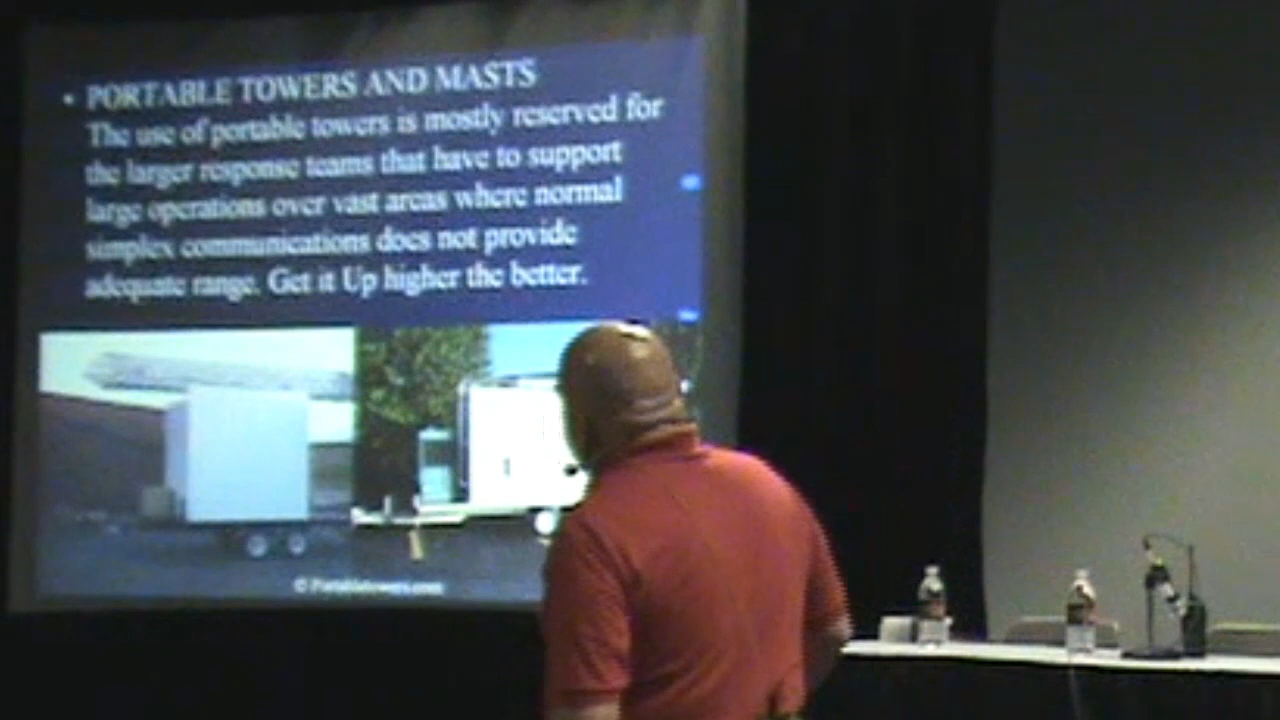 • PORTABLE TOWERS AND MASTS
The use of portable towers is mostly reserved for
the larger response teams that have to support
large operations over vast areas where normal
simplex communications does not provide
adequate range. Get it Up higher the better.
© Portabletowers.com